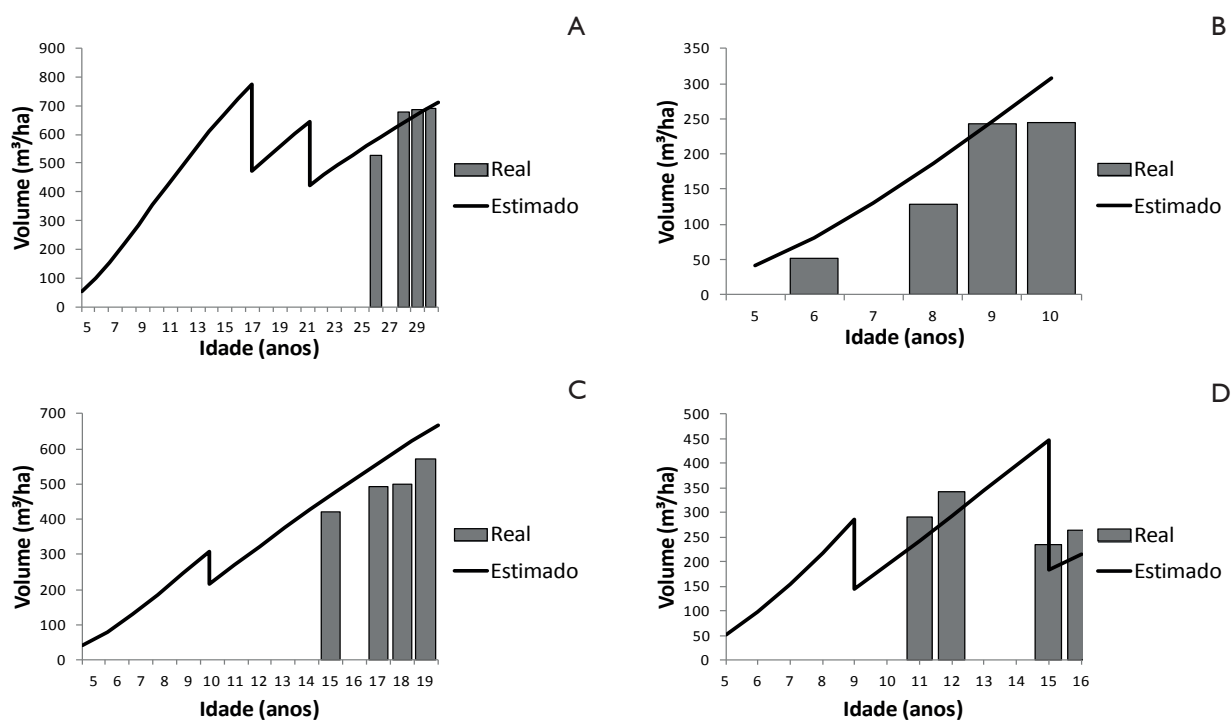 A
Volume (m³/ha)
900
800
700
600
500
400
300
200
100
0
5 7 9 11 13 15 17 19 21 23 25 27 29
Idade (anos)
Real
Estimado
B
Volume (m³/ha)
350
300
250
200
150
100
50
0
5 6 7 8 9 10
Idade (anos)
Real
Estimado
C
Volume (m³/ha)
700
600
500
400
300
200
100
0
5 6 7 8 9 10 11 12 13 14 15 17 18 19
Idade (anos)
Real
Estimado
D
Volume (m³/ha)
500
450
400
350
300
250
200
150
100
50
0
5 6 7 8 9 9 10 11 12 13 14 15 16
Idade (anos)
Real
Estimado